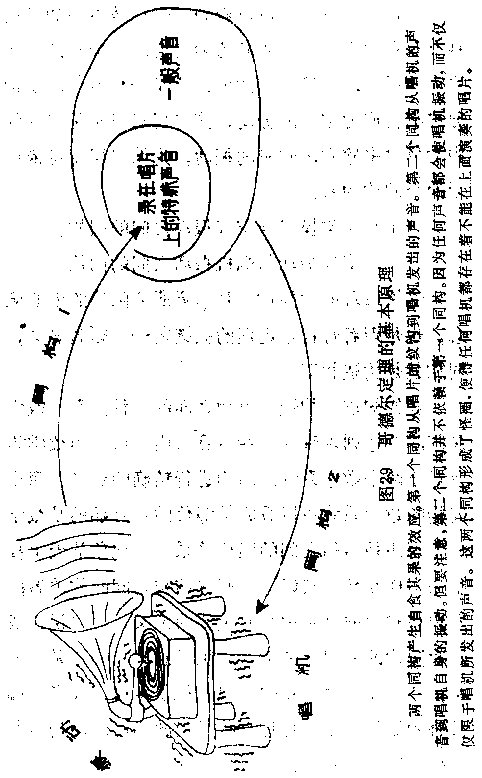 一般声音
录在唱片
上的特殊声音
同构 1
同构 2
唱机
图29 哥德尔定理的基本原理
两个同构产生自食其果的效应。第一个同构从唱片的纹沟到唱机发出的声音。第二个同构从唱机的声
音到唱机自身的振动。但要注意,第二个同构并不依赖于第一个同构。因为任何声音都会使唱机振动,而不仅
仅限于唱机所发出的声音。这两个同构形成了怪圈,使得任何唱机都存在着不能在上面演奏的唱片。